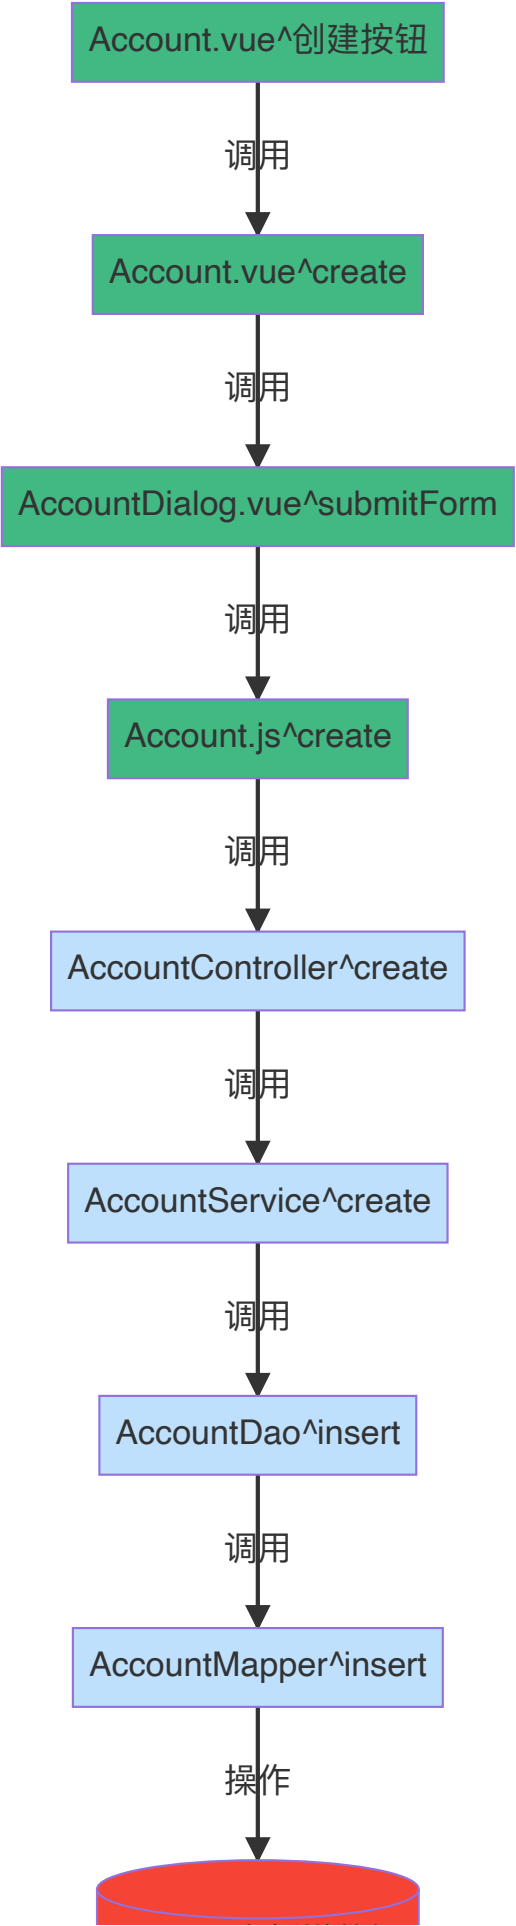 Account.vue^创建按钮
调用
Account.vue^create
调用
AccountDialog.vue^submitForm
调用
Account.js^create
调用
AccountController^create
调用
AccountService^create
调用
AccountDao^insert
调用
AccountMapper^insert
操作